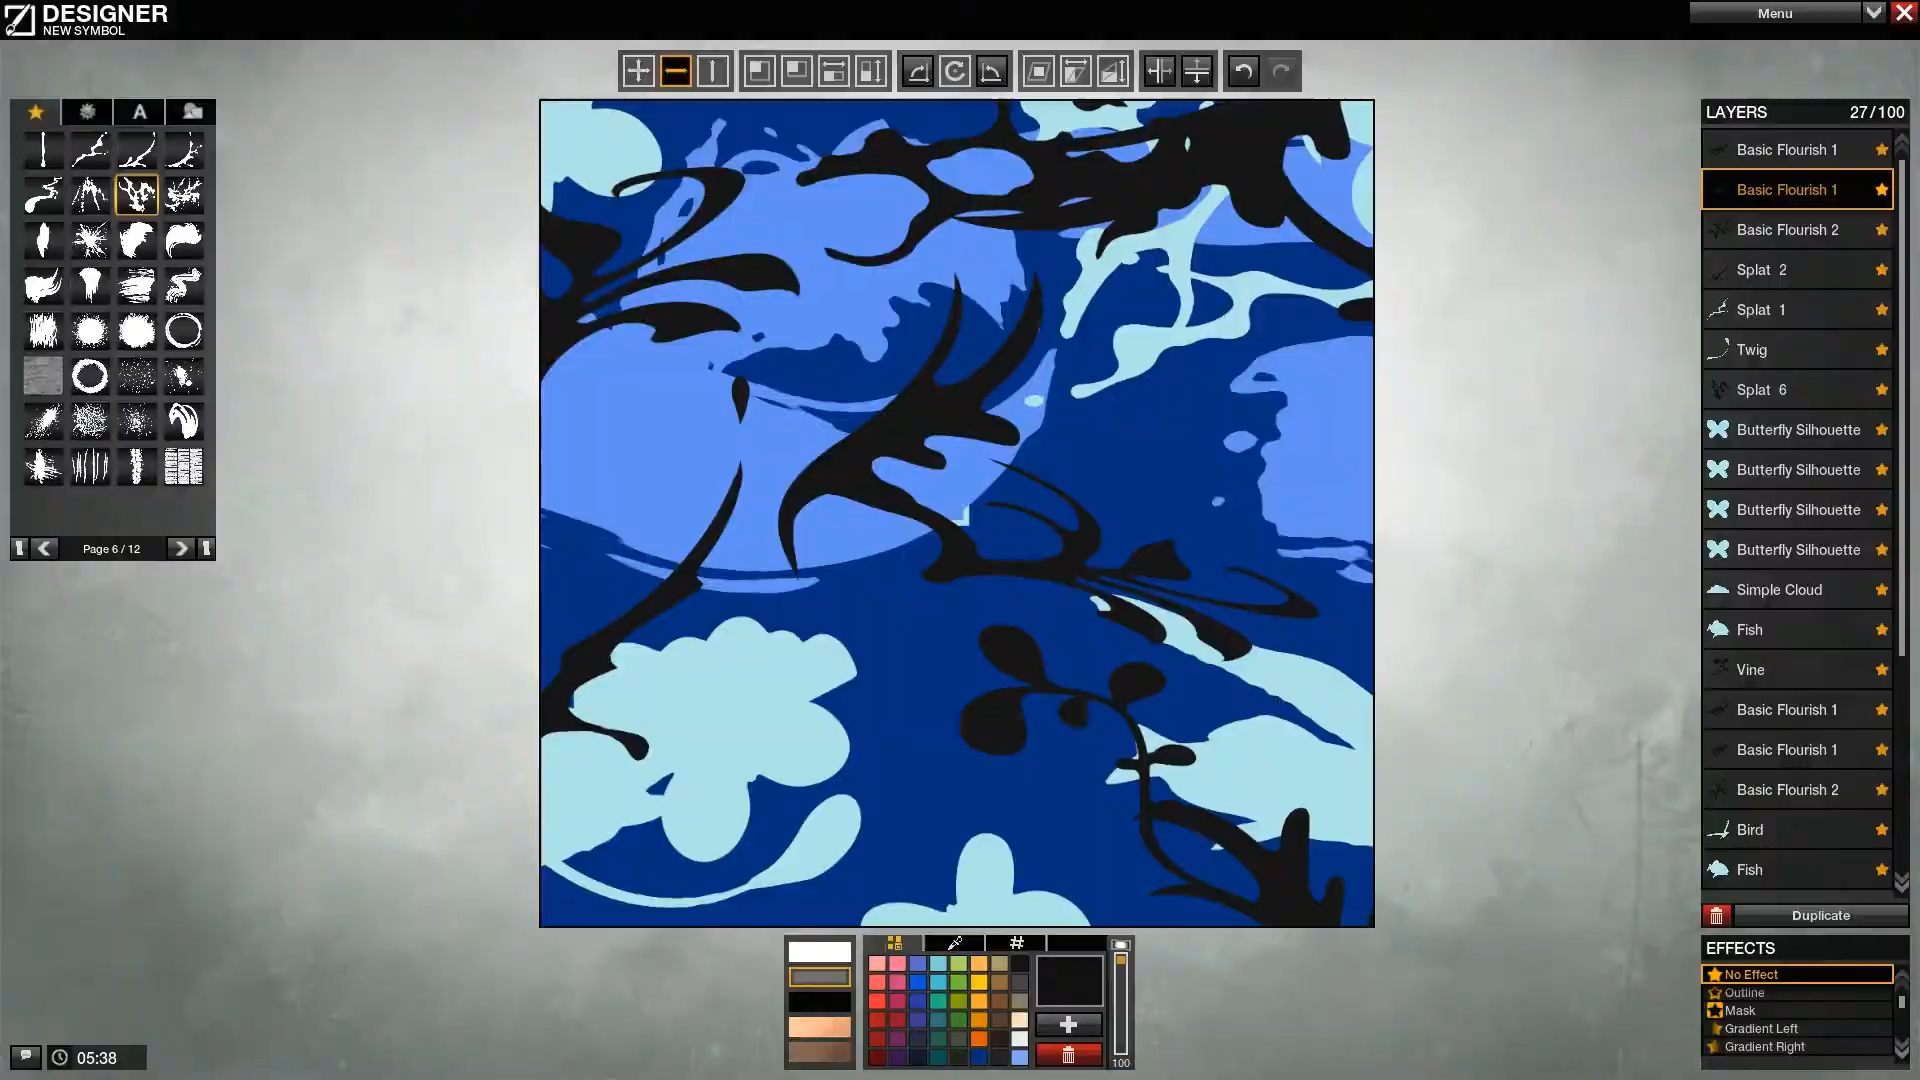 DESIGNER
NEW SYMBOL
Menu
A
Page 6 / 12
LAYERS 27/100
Basic Flourish 1
Basic Flourish 1
Basic Flourish 2
Splat 2
Splat 1
Twig
Splat 6
Butterfly Silhouette
Butterfly Silhouette
Butterfly Silhouette
Butterfly Silhouette
Simple Cloud
Fish
Vine
Basic Flourish 1
Basic Flourish 1
Basic Flourish 2
Bird
Fish
Duplicate
EFFECTS
No Effect
Outline
Mask
Gradient Left
Gradient Right
#
100
05:38